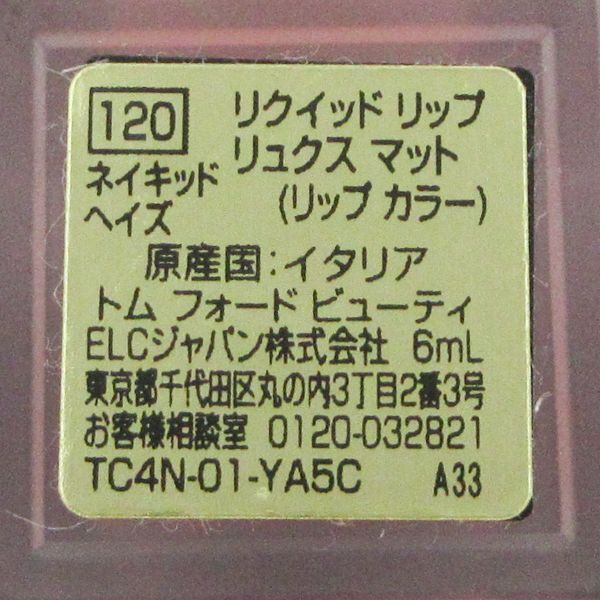 120 リクイッド リップ
ネイキッド リュクス マット
ヘイズ (リップ カラー)
原産国:イタリア
トム フォード ビューティ
ELCジャパン株式会社 6mL
東京都千代田区丸の内3丁目2番3号
お客様相談室 0120-032821
TC4N-01-YA5C A33